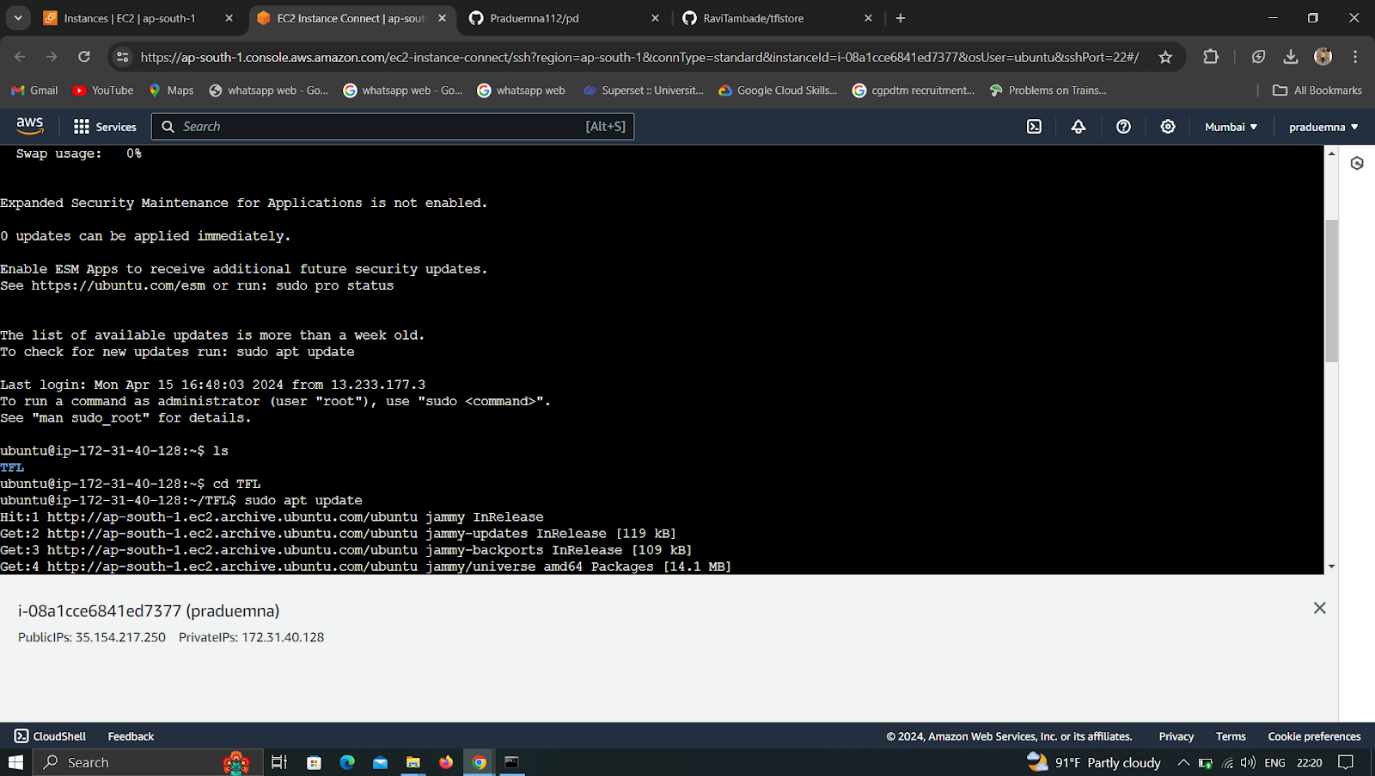 Instances | EC2 | ap-south-1
EC2 Instance Connect | ap-sout
Praduemna112/pd
RaviTambade/tflstore
https://ap-south-1.console.aws.amazon.com/ec2-instance-connect/ssh?region=ap-south-1&connType=standard&instanceId=i-08a1cce6841ed7377&osUser=ubuntu&sshPort=22#/
Gmail YouTube Maps whatsapp web - Go... whatsapp web - Go... whatsapp web Superset :: Universit... Google Cloud Skills... cgpdtm recruitment... Problems on Trains... All Bookmarks
aws Services Search [Alt+S] Mumbai praduemna
Swap usage: 0%
Expanded Security Maintenance for Applications is not enabled.
0 updates can be applied immediately.
Enable ESM Apps to receive additional future security updates.
See https://ubuntu.com/esm or run: sudo pro status
The list of available updates is more than a week old.
To check for new updates run: sudo apt update
Last login: Mon Apr 15 16:48:03 2024 from 13.233.177.3
To run a command as administrator (user "root"), use "sudo <command>".
See "man sudo_root" for details.
ubuntu@ip-172-31-40-128:~$ ls
TFL
ubuntu@ip-172-31-40-128:~$ cd TFL
ubuntu@ip-172-31-40-128:~/TFL$ sudo apt update
Hit:1 http://ap-south-1.ec2.archive.ubuntu.com/ubuntu jammy InRelease
Get:2 http://ap-south-1.ec2.archive.ubuntu.com/ubuntu jammy-updates InRelease [119 kB]
Get:3 http://ap-south-1.ec2.archive.ubuntu.com/ubuntu jammy-backports InRelease [109 kB]
Get:4 http://ap-south-1.ec2.archive.ubuntu.com/ubuntu jammy/universe amd64 Packages [14.1 MB]
i-08a1cce6841ed7377 (praduemna)
PublicIPs: 35.154.217.250 PrivateIPs: 172.31.40.128
CloudShell Feedback © 2024, Amazon Web Services, Inc. or its affiliates. Privacy Terms Cookie preferences
Search 91°F Partly cloudy ENG 22:20